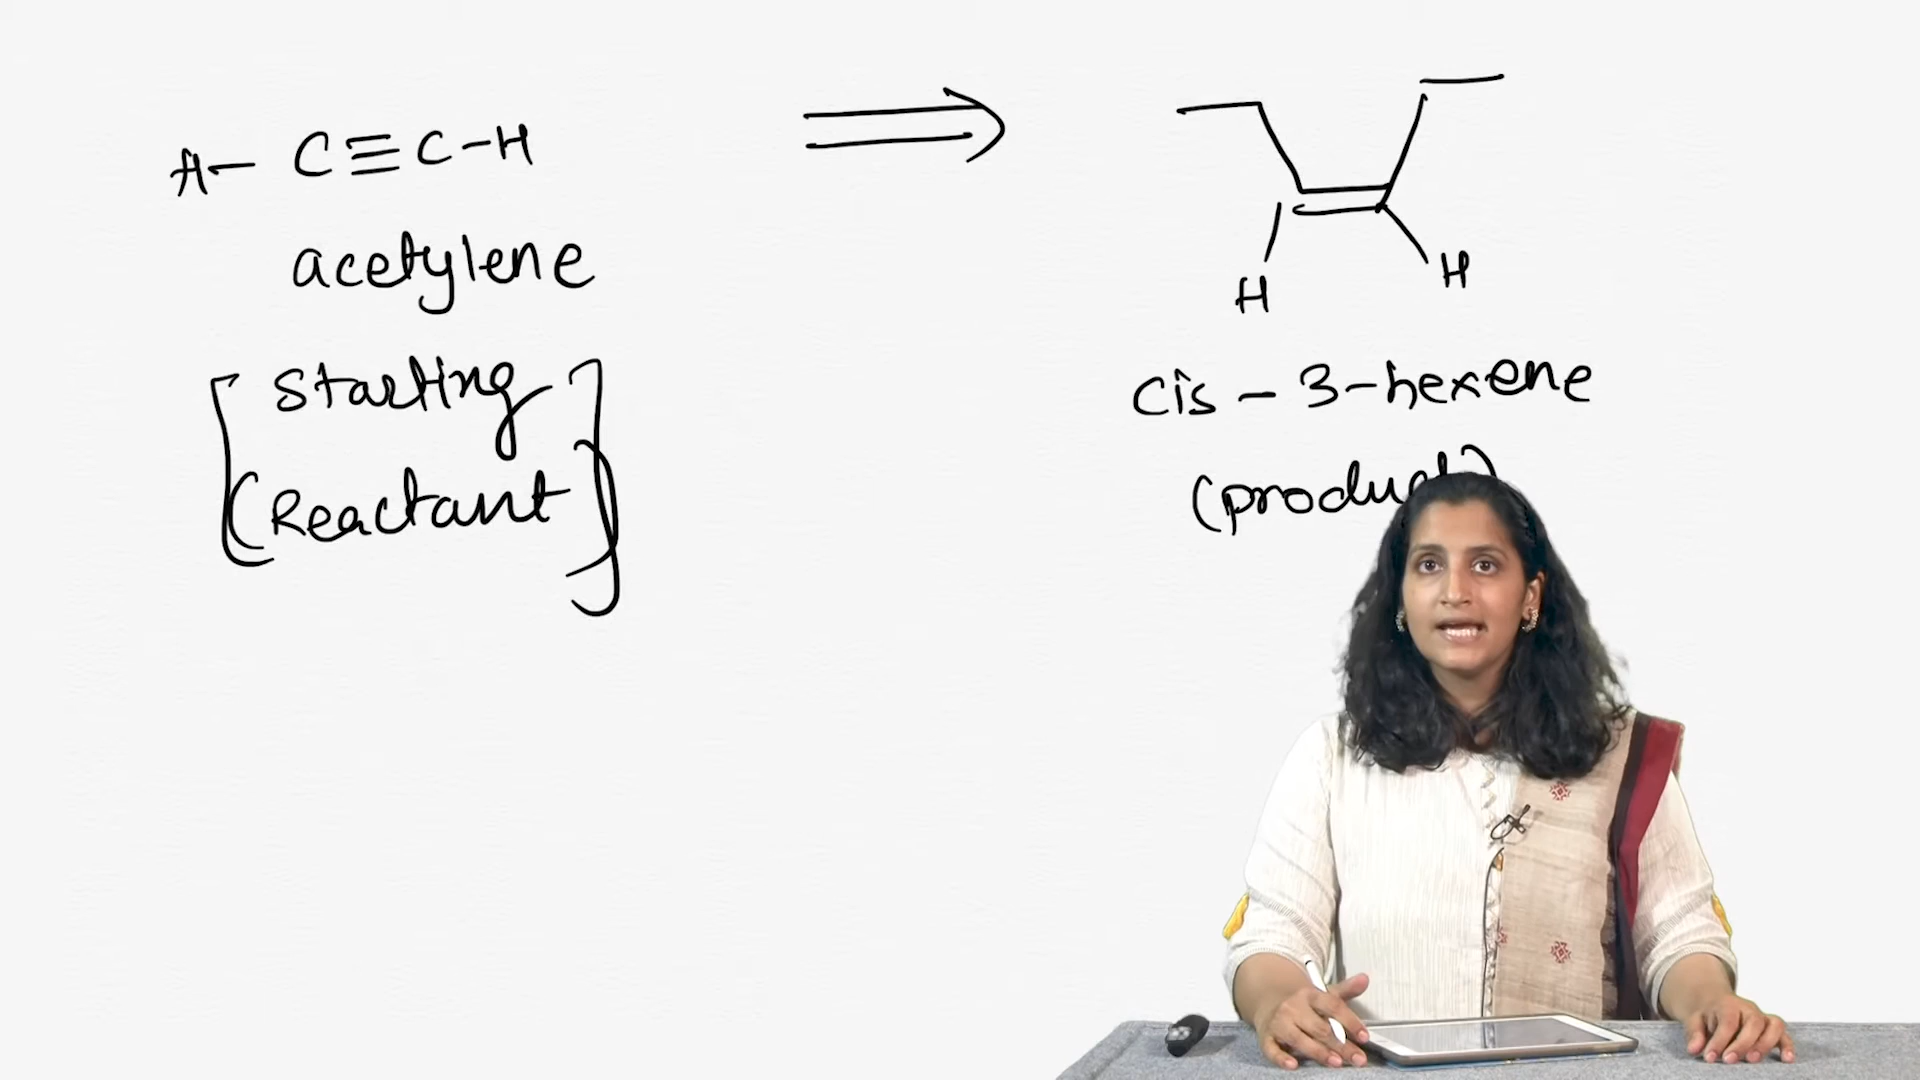 H–C≡C–H
acetylene
[Starting
(Reactant)]
H
H
cis-3-hexene